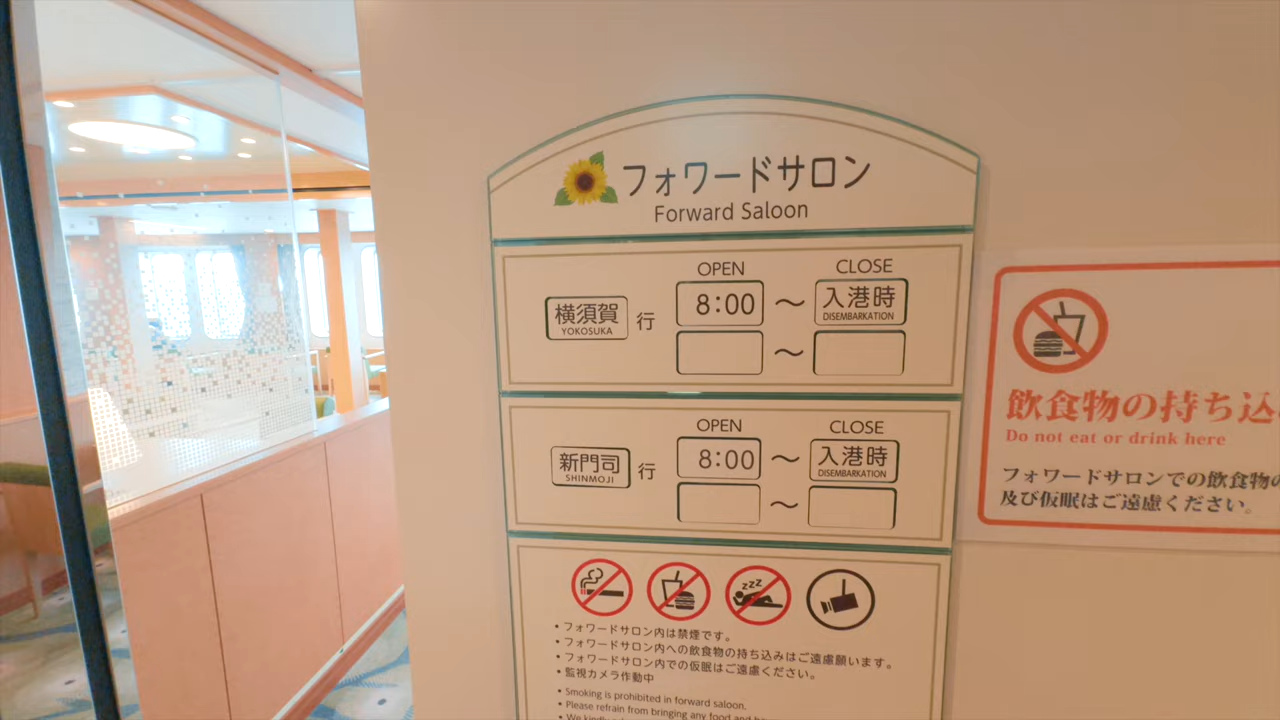 フォワードサロン
Forward Saloon
OPEN
CLOSE
横須賀
YOKOSUKA
行
8:00
～
入港時
DISEMBARKATION
～
OPEN
CLOSE
新門司
SHINMOJI
行
8:00
～
入港時
DISEMBARKATION
～
zzz
• フォワードサロン内は禁煙です。
• フォワードサロン内への飲食物の持ち込みはご遠慮願います。
• フォワードサロン内での仮眠はご遠慮ください。
• 監視カメラ作動中
• Smoking is prohibited in forward saloon.
• Please refrain from bringing any food and
• We kindly
飲食物の持ち込
Do not eat or drink here
フォワードサロンでの飲食物の
及び仮眠はご遠慮ください。